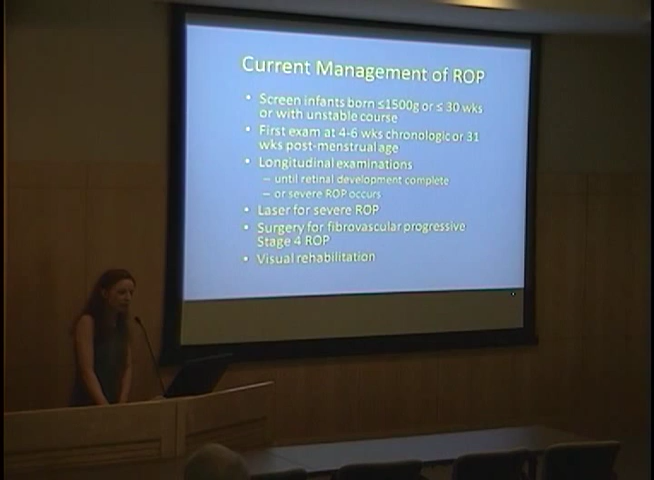 Current Management of ROP
• Screen infants born ≤1500g or ≤ 30 wks
or with unstable course
• First exam at 4-6 wks chronologic or 31
wks post-menstrual age
• Longitudinal examinations
– until retinal development complete
– or severe ROP occurs
• Laser for severe ROP
• Surgery for fibrovascular progressive
Stage 4 ROP
• Visual rehabilitation